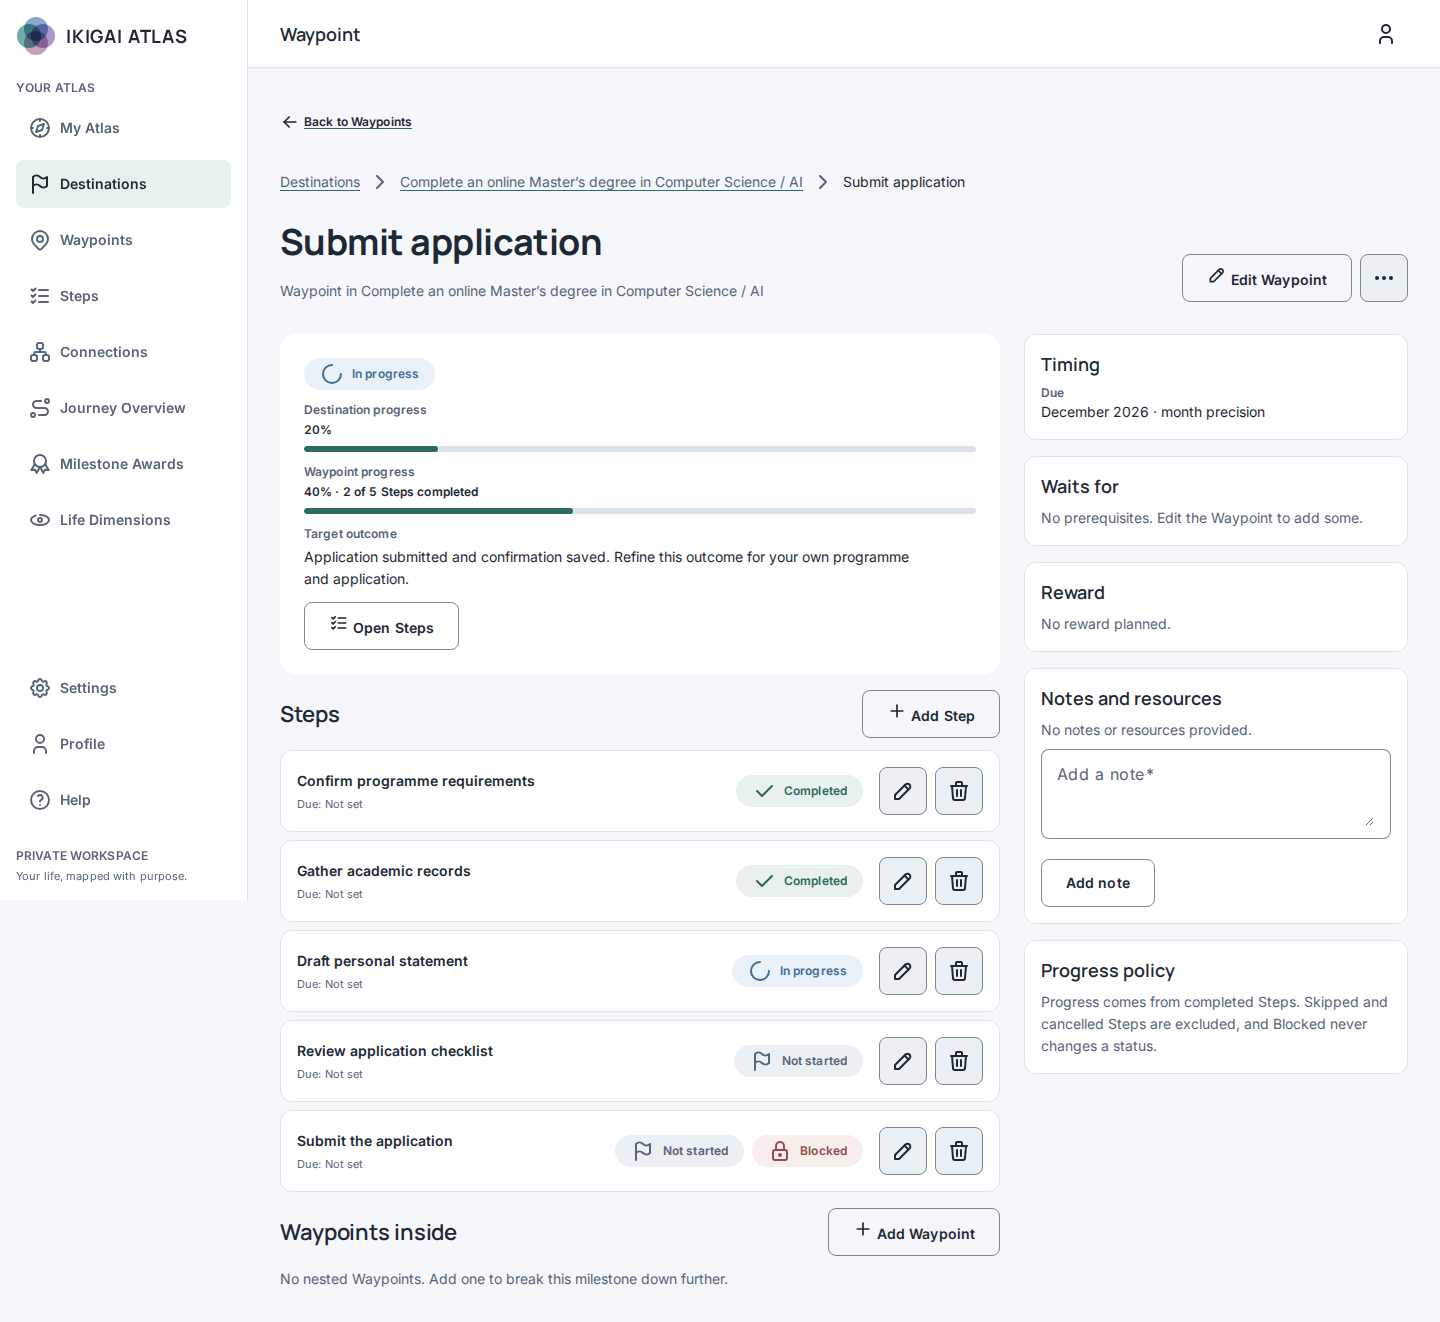 IKIGAI ATLAS
YOUR ATLAS
My Atlas
Destinations
Waypoints
Steps
Connections
Journey Overview
Milestone Awards
Life Dimensions
Settings
Profile
Help
PRIVATE WORKSPACE
Your life, mapped with purpose.
Waypoint
Back to Waypoints
Destinations
Complete an online Master’s degree in Computer Science / AI
Submit application
Submit application
Waypoint in Complete an online Master’s degree in Computer Science / AI
Edit Waypoint
In progress
Destination progress
20%
Waypoint progress
40% · 2 of 5 Steps completed
Target outcome
Application submitted and confirmation saved. Refine this outcome for your own programme
and application.
Open Steps
Steps
Add Step
Confirm programme requirements
Due: Not set
Completed
Gather academic records
Due: Not set
Completed
Draft personal statement
Due: Not set
In progress
Review application checklist
Due: Not set
Not started
Submit the application
Due: Not set
Not started
Blocked
Waypoints inside
Add Waypoint
No nested Waypoints. Add one to break this milestone down further.
Timing
Due
December 2026 · month precision
Waits for
No prerequisites. Edit the Waypoint to add some.
Reward
No reward planned.
Notes and resources
No notes or resources provided.
Add a note*
Add note
Progress policy
Progress comes from completed Steps. Skipped and
cancelled Steps are excluded, and Blocked never
changes a status.